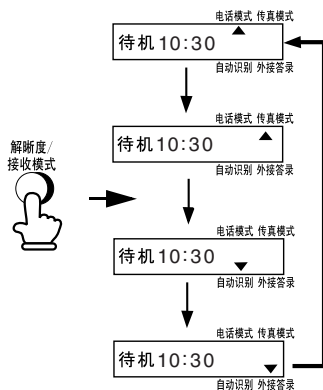 电话模式 传真模式
待机10:30
自动识别 外接答录
电话模式 传真模式
待机10:30
自动识别 外接答录
解晰度/
接收模式
电话模式 传真模式
待机10:30
自动识别 外接答录
电话模式 传真模式
待机10:30
自动识别 外接答录